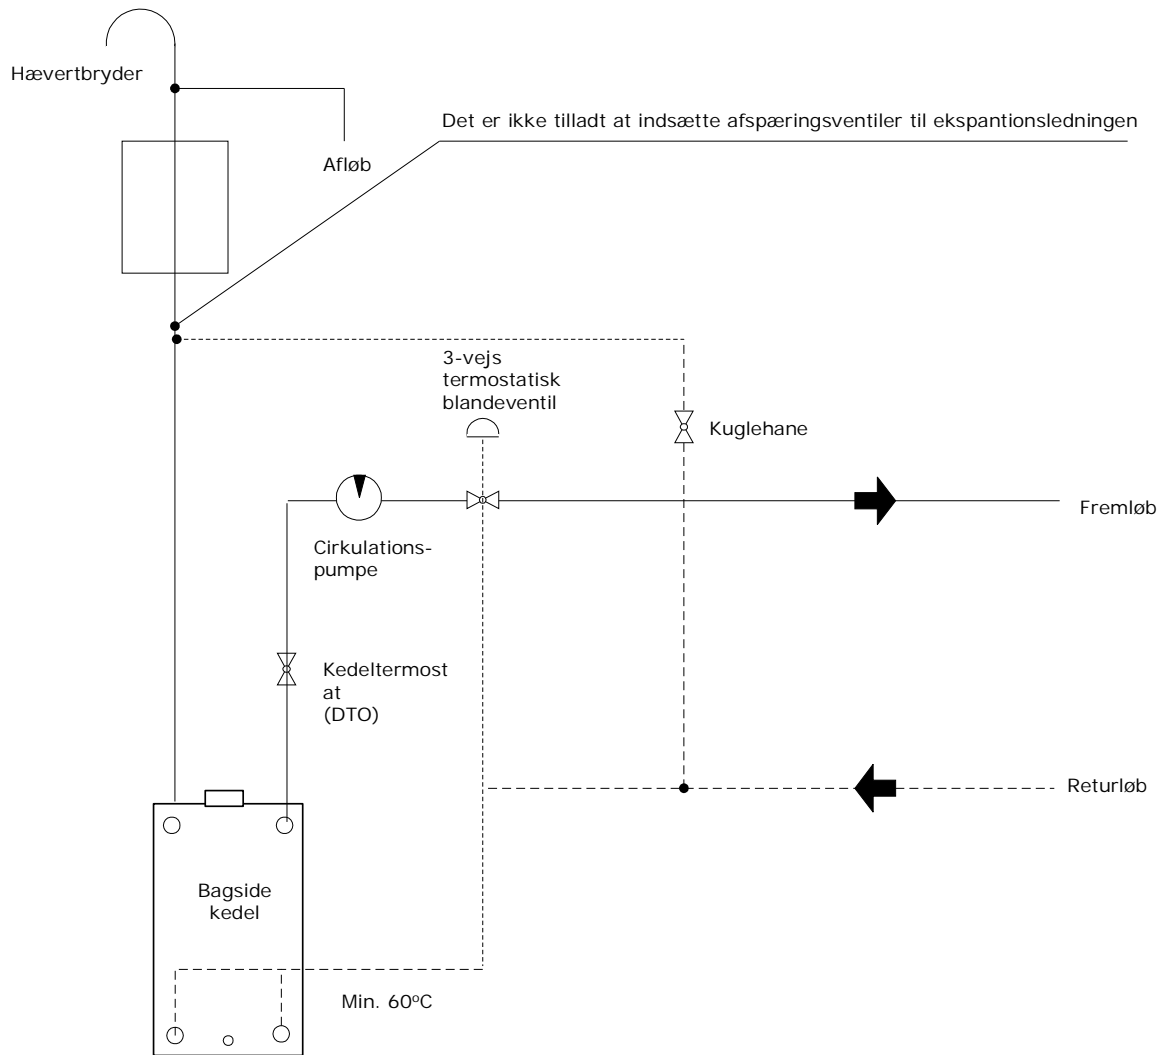 Hævertbryder
Det er ikke tilladt at indsætte afspæringsventiler til ekspantionsledningen
Afløb
3-vejs
termostatisk
blandeventil
Kuglehane
Fremløb
Cirkulations-
pumpe
Kedeltermost
at
(DTO)
Returløb
Bagside
kedel
Min. 60ºC